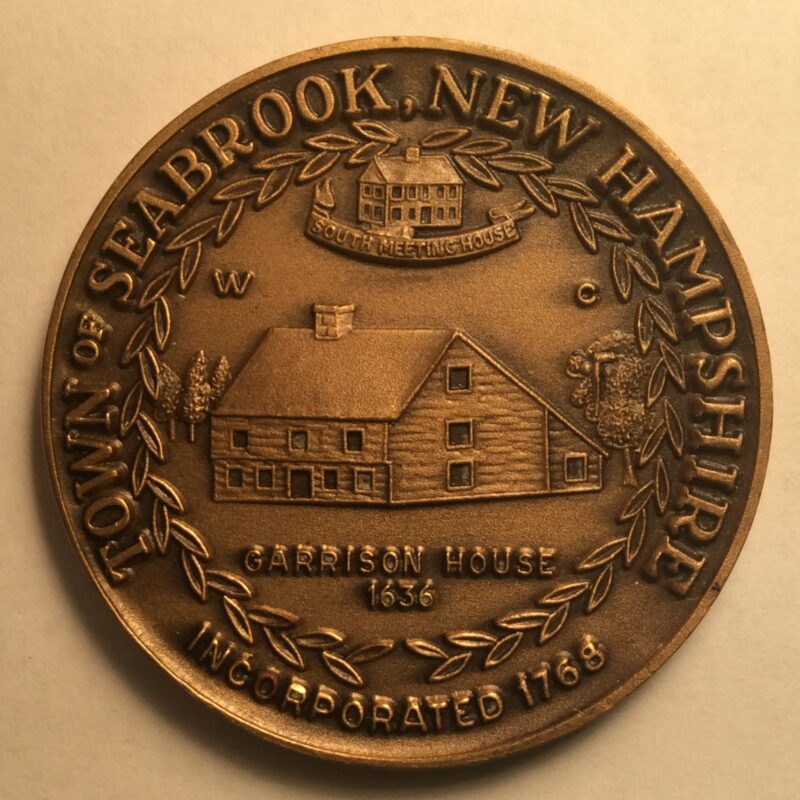 TOWN OF SEABROOK, NEW HAMPSHIRE
SOUTH MEETING HOUSE
W C
GARRISON HOUSE
1636
INCORPORATED 1768